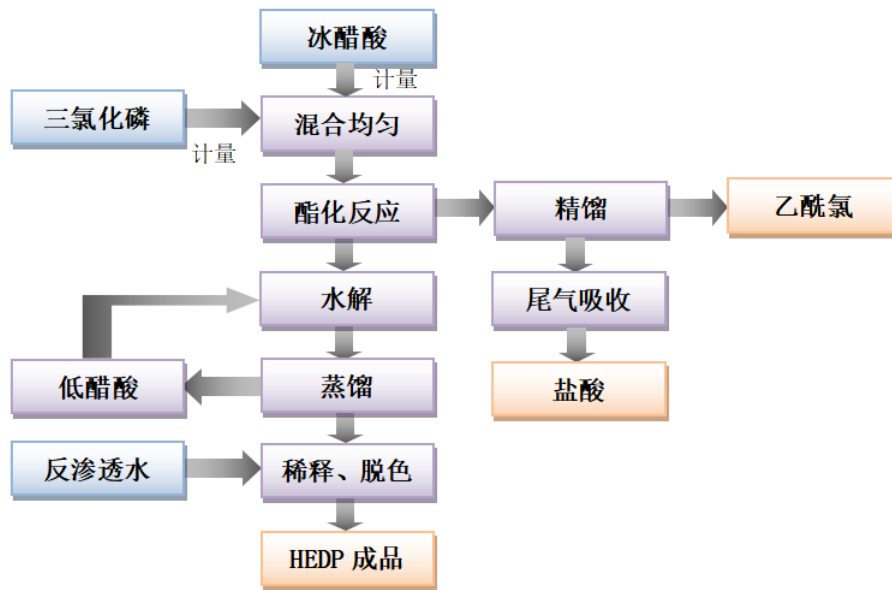 冰醋酸
计量
三氯化磷
混合均匀
计量
酯化反应
精馏
乙酰氯
水解
尾气吸收
低醋酸
蒸馏
盐酸
反渗透水
稀释、脱色
HEDP 成品